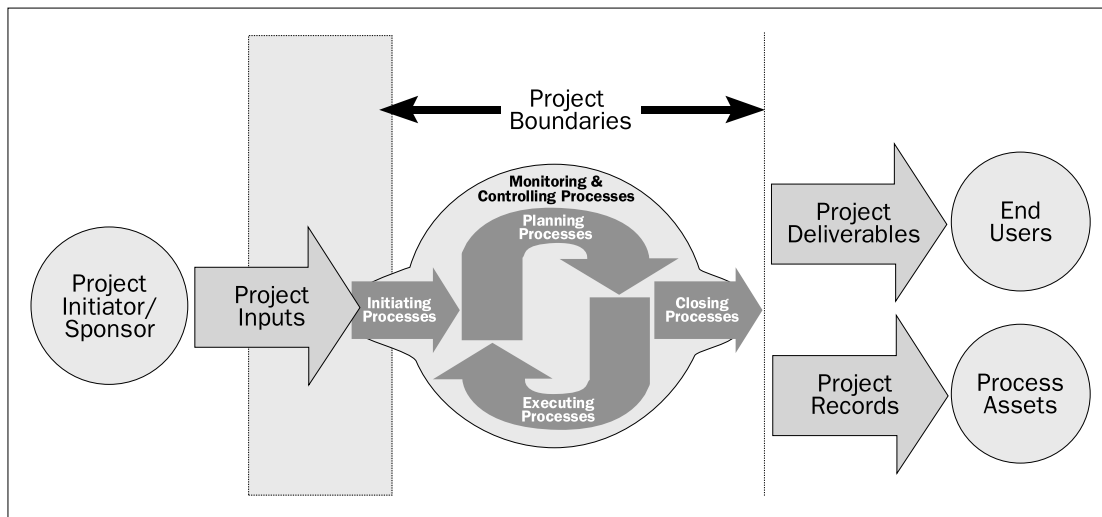 Project
Boundaries
Monitoring &
Controlling Processes
Planning
Processes
Project
Initiator/
Sponsor
Project
Inputs
Initiating
Processes
Closing
Processes
Executing
Processes
Project
Deliverables
End
Users
Project
Records
Process
Assets